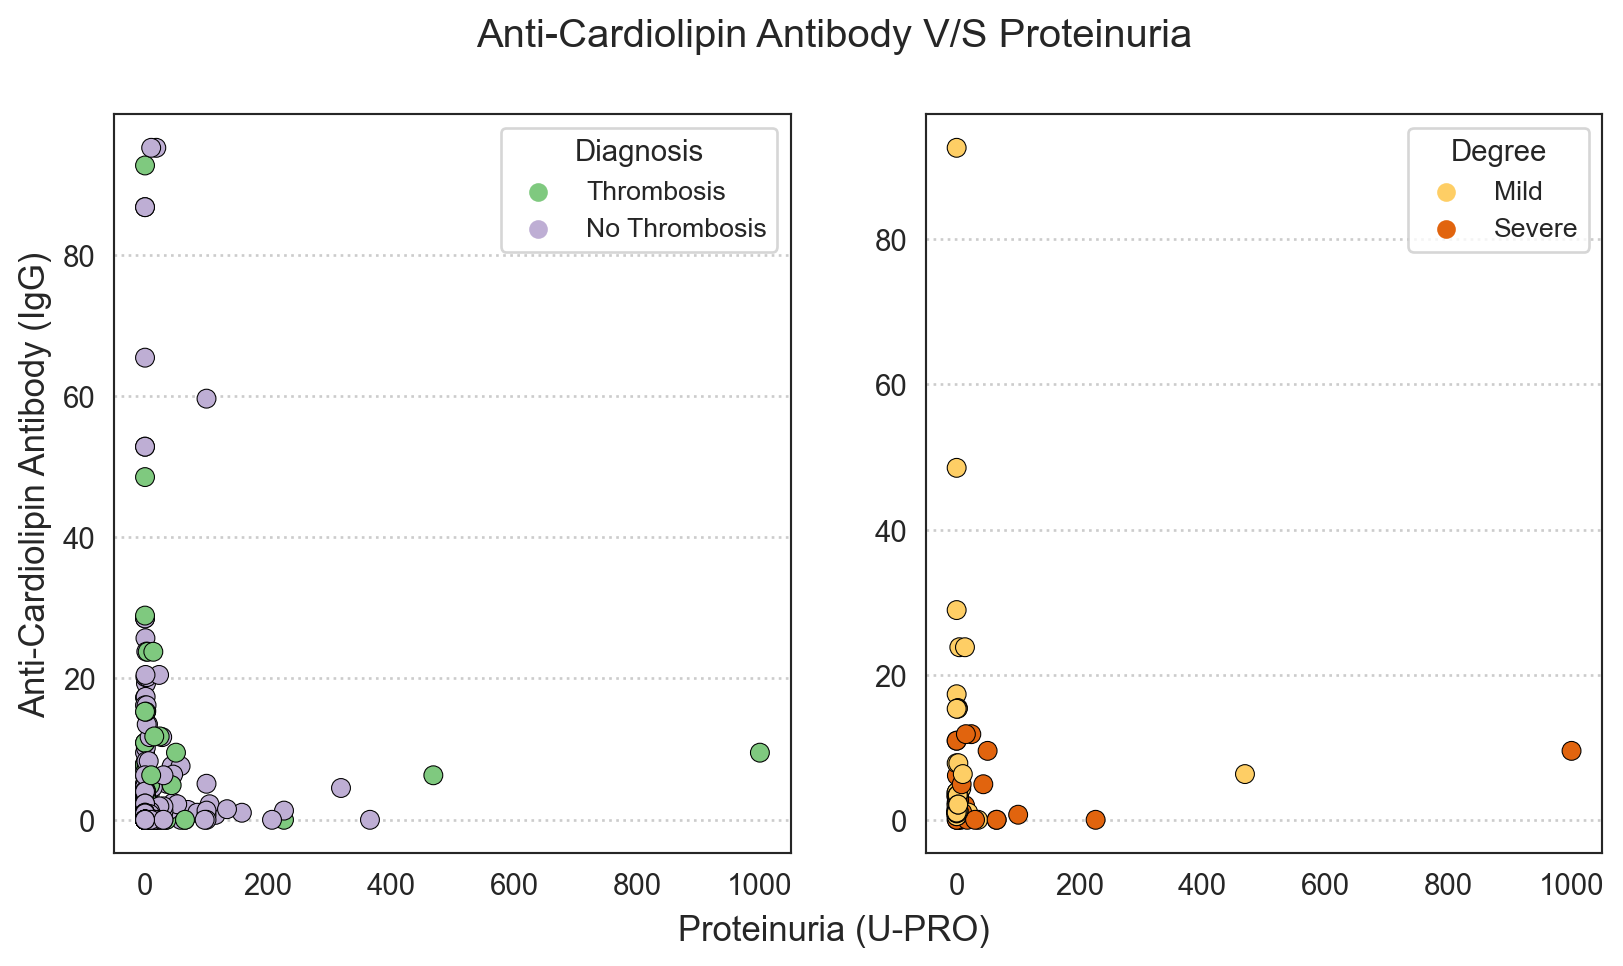 Anti-Cardiolipin Antibody V/S Proteinuria
Anti-Cardiolipin Antibody (IgG)
80
60
40
20
0
0 200 400 600 800 1000
Diagnosis
Thrombosis
No Thrombosis
80
60
40
20
0
0 200 400 600 800 1000
Degree
Mild
Severe
Proteinuria (U-PRO)